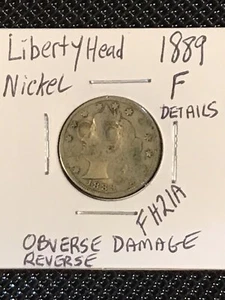 Liberty Head 1889
Nickel F
DETAILS
FH21A
OBVERSE DAMAGE
REVERSE